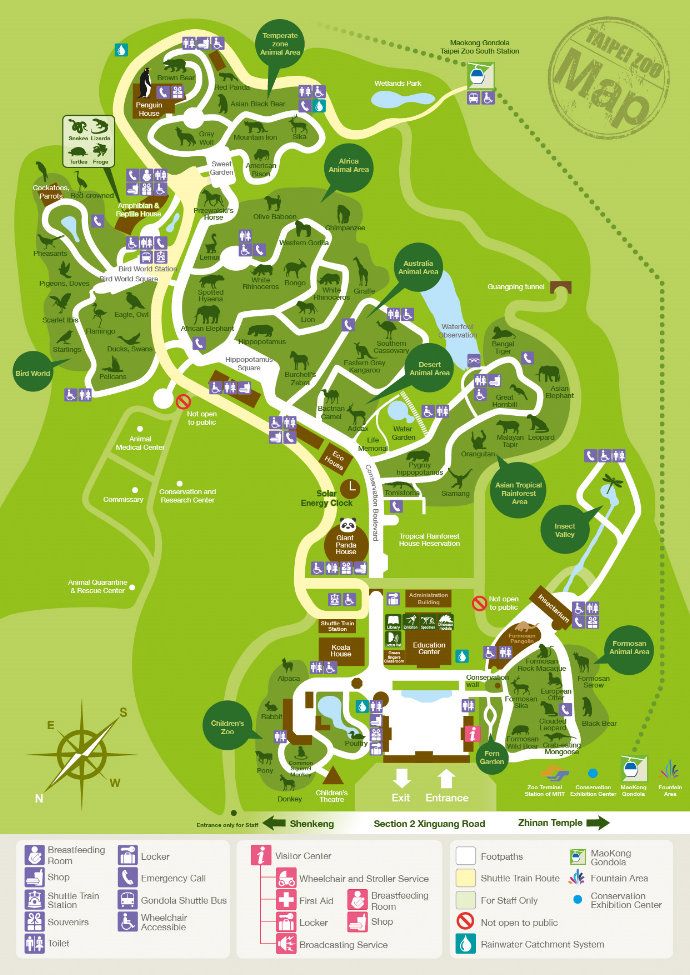 TAIPEI ZOO
Map
Temperate
zone
Animal Area
Maokong Gondola
Taipei Zoo South Station
Wetlands Park
Brown Bear
Red Panda
Penguin
House
Asian Black Bear
Gray
Wolf
Mountain lion
Sika
American
Bison
Sweet
Garden
Snakes
Lizards
Turtles
Frogs
Africa
Animal Area
Cockatoos,
Parrots
Red-crowned
Amphibian &
Reptile House
Przewalski's
Horse
Olive Baboon
Chimpanzee
Western Gorilla
Lemur
Pheasants
Pigeons, Doves
Bird World Station
Bird World Square
Spotted
Hyaena
White
Rhinoceros
Bongo
White
Rhinoceros
Giraffe
Australia
Animal Area
Guangping tunnel
Eagle, Owl
Scarlet Ibis
Flamingo
Lion
African Elephant
Hippopotamus
Southern
Cassowary
Waterfowl
Observation
Bengal
Tiger
Starlings
Ducks, Swans
Pelicans
Bird World
Hippopotamus
Square
Burchell's
Zebra
Eastern Grey
Kangaroo
Desert
Animal Area
Asian
Elephant
Great
Hornbill
Not open
to public
Bactrian
Camel
Addax
Water
Garden
Life
Memorial
Malayan
Tapir
Leopard
Orangutan
Animal
Medical Center
Eco
House
Pygmy
hippopotamus
Siamang
Tomistoma
Asian Tropical
Rainforest
Area
Commissary
Conservation and
Research Center
Solar
Energy Clock
Conservation Boulevard
Giant
Panda
House
Tropical Rainforest
House Reservation
Insect
Valley
Animal Quarantine
& Rescue Center
Shuttle Train
Station
Administration
Building
Not open
to public
Insectarium
Library
Children
Specimen
Dinosaur
Koala
House
Green
fingers
Classroom
Education
Center
Formosan
Pangolin
Formosan
Animal Area
Alpaca
Conservation
wall
Formosan
Rock Macaque
Formosan
Serow
Formosan
Sika
European
Otter
Clouded
Leopard
Black Bear
Rabbit
Children's
Zoo
Poultry
Formosan
Wild Boar
Crab-eating
Mongoose
Pony
Common
Squirrel
Monkey
Donkey
Children's
Theatre
Fern
Garden
Exit
Entrance
E
S
N
W
Zoo Terminal
Station of MRT
Conservation
Exhibition Center
MaoKong
Gondola
Fountain
Area
Entrance only for Staff
Shenkeng
Section 2 Xinguang Road
Zhinan Temple
Breastfeeding
Room
Shop
Shuttle Train
Station
Souvenirs
Toilet
Locker
Emergency Call
Gondola Shuttle Bus
Wheelchair
Accessible
Visitor Center
Wheelchair and Stroller Service
First Aid
Breastfeeding
Room
Locker
Shop
Broadcasting Service
Footpaths
Shuttle Train Route
For Staff Only
Not open to public
Rainwater Catchment System
MaoKong
Gondola
Fountain Area
Conservation
Exhibition Center